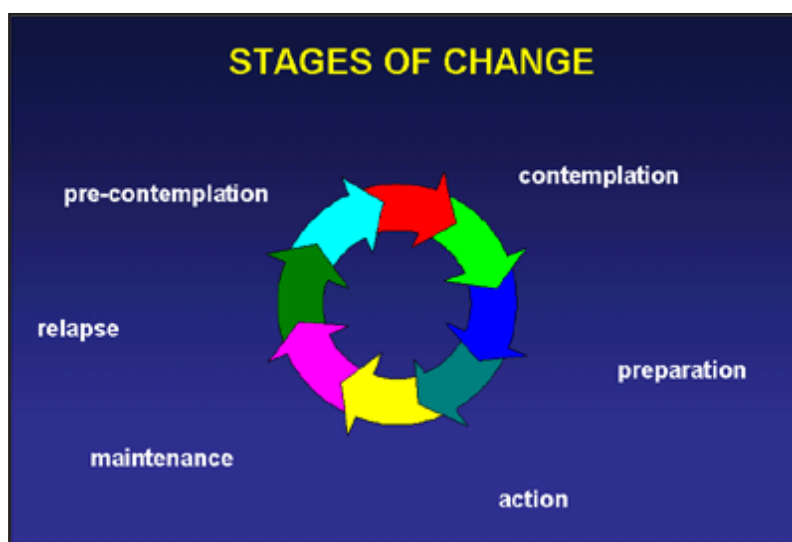 STAGES OF CHANGE
contemplation
pre-contemplation
relapse
preparation
maintenance
action